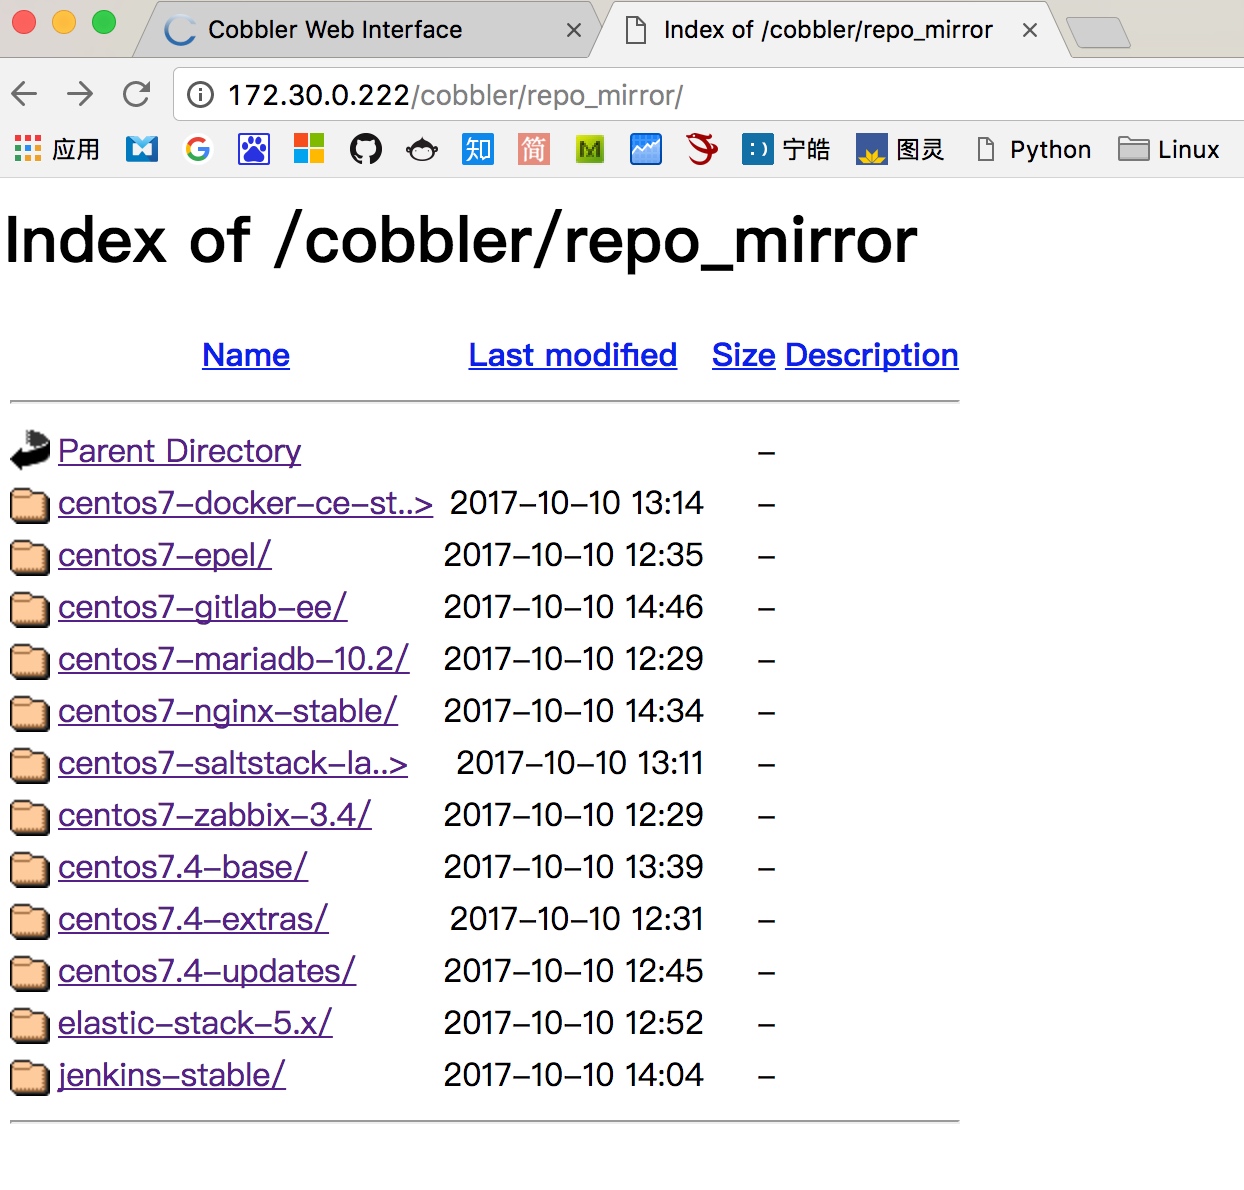 Cobbler Web Interface
Index of /cobbler/repo_mirror
172.30.0.222/cobbler/repo_mirror/
应用 知 简 M :) 宁皓 图灵 Python Linux
Index of /cobbler/repo_mirror
Name Last modified Size Description
Parent Directory –
centos7–docker–ce–st..> 2017–10–10 13:14 –
centos7–epel/ 2017–10–10 12:35 –
centos7–gitlab–ee/ 2017–10–10 14:46 –
centos7–mariadb–10.2/ 2017–10–10 12:29 –
centos7–nginx–stable/ 2017–10–10 14:34 –
centos7–saltstack–la..> 2017–10–10 13:11 –
centos7–zabbix–3.4/ 2017–10–10 12:29 –
centos7.4–base/ 2017–10–10 13:39 –
centos7.4–extras/ 2017–10–10 12:31 –
centos7.4–updates/ 2017–10–10 12:45 –
elastic–stack–5.x/ 2017–10–10 12:52 –
jenkins–stable/ 2017–10–10 14:04 –